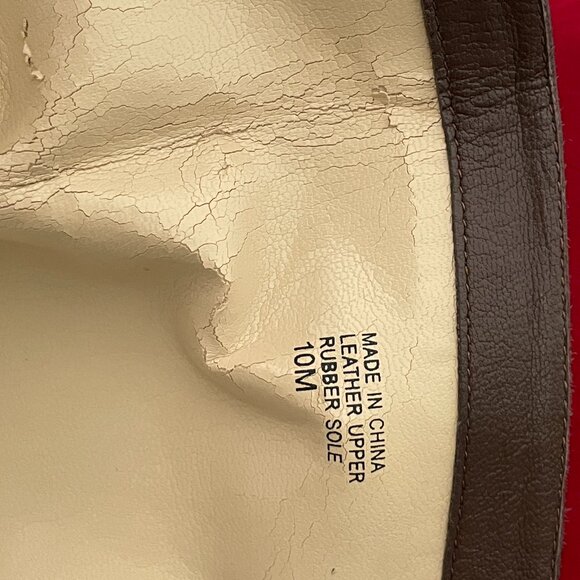 MADE IN CHINA
LEATHER UPPER
RUBBER SOLE
10M